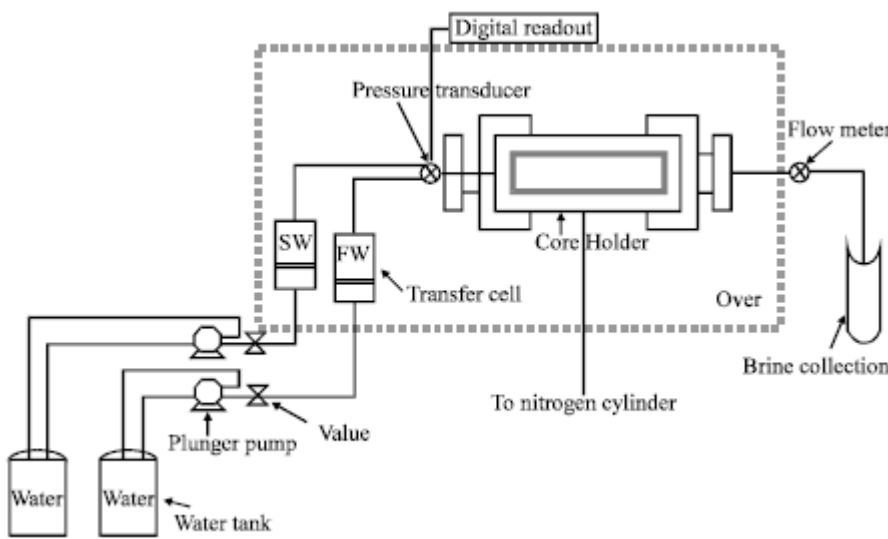 Digital readout
Pressure transducer
Flow meter
SW
FW
Core Holder
Transfer cell
Over
Brine collection
To nitrogen cylinder
Plunger pump
Value
Water
Water
Water tank